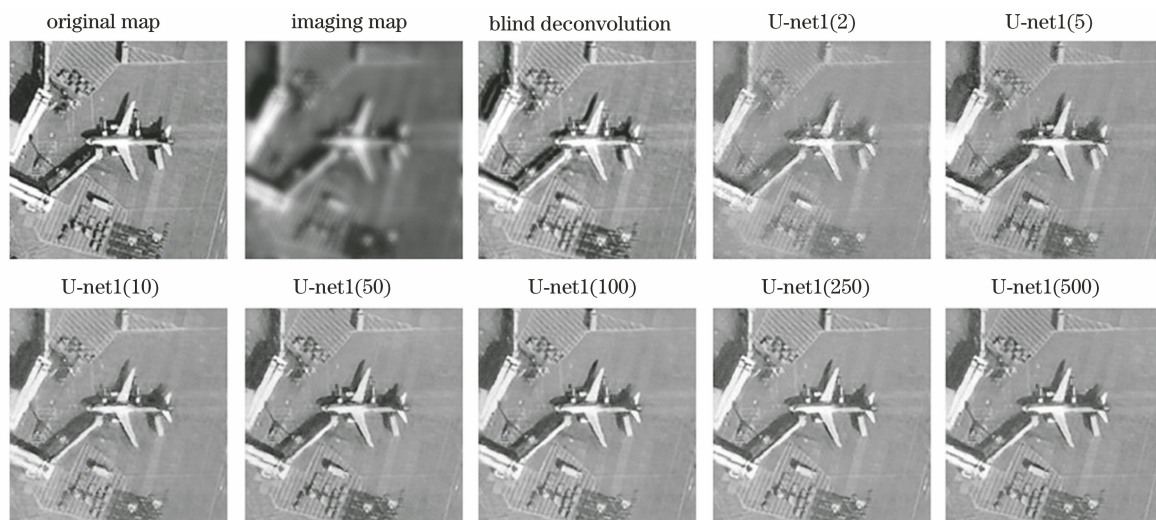 original map
imaging map
blind deconvolution
U-net1(2)
U-net1(5)
U-net1(10)
U-net1(50)
U-net1(100)
U-net1(250)
U-net1(500)